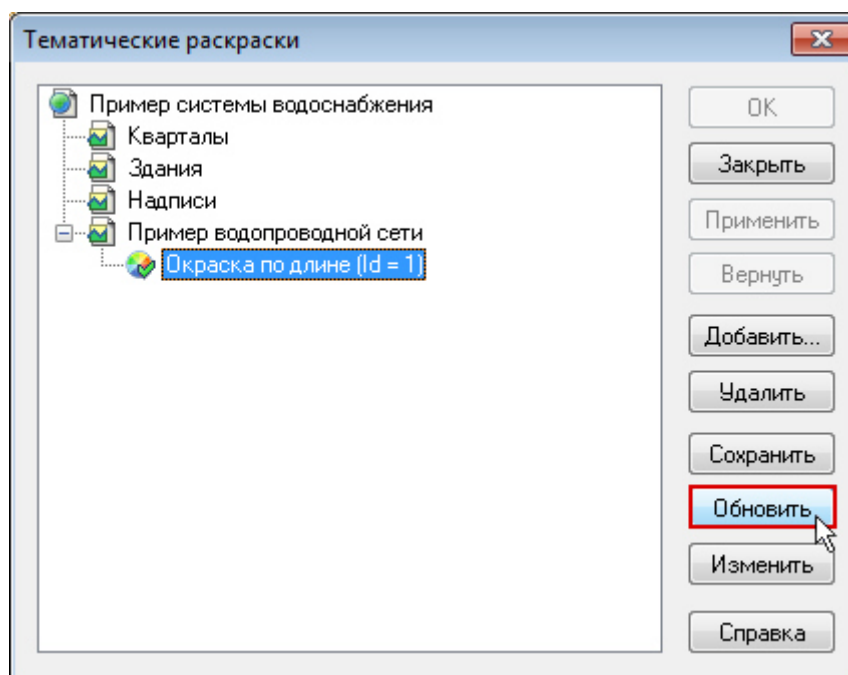 Тематические раскраски
Пример системы водоснабжения
Кварталы
Здания
Надписи
Пример водопроводной сети
Окраска по длине (Id = 1)
OK
Закрыть
Применить
Вернуть
Добавить...
Удалить
Сохранить
Обновить
Изменить
Справка